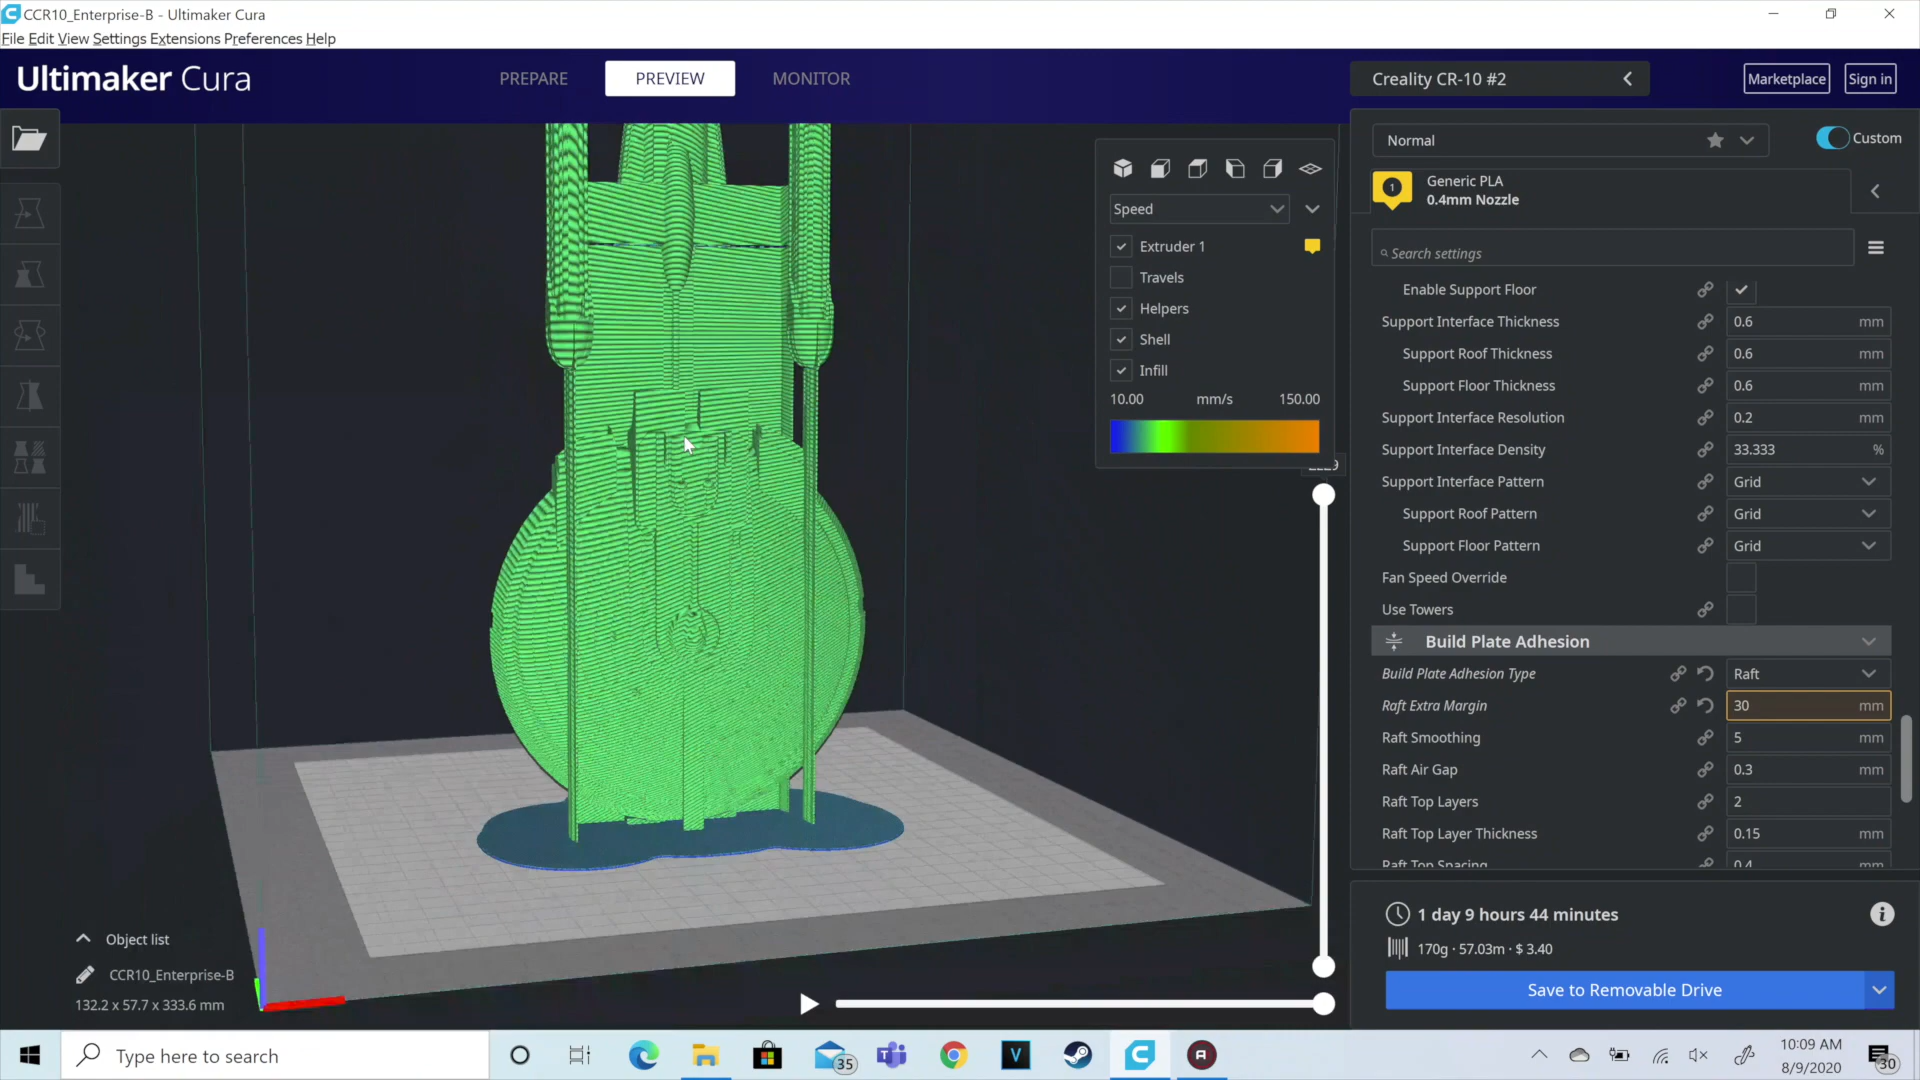 CCR10_Enterprise-B - Ultimaker Cura
File Edit View Settings Extensions Preferences Help
Ultimaker Cura
PREPARE
PREVIEW
MONITOR
Creality CR-10 #2
Marketplace
Sign in
Normal
Custom
1
Generic PLA
0.4mm Nozzle
Search settings
Speed
Extruder 1
Travels
Helpers
Shell
Infill
10.00 mm/s 150.00
Enable Support Floor
Support Interface Thickness 0.6 mm
Support Roof Thickness 0.6 mm
Support Floor Thickness 0.6 mm
Support Interface Resolution 0.2 mm
Support Interface Density 33.333 %
Support Interface Pattern Grid
Support Roof Pattern Grid
Support Floor Pattern Grid
Fan Speed Override
Use Towers
Build Plate Adhesion
Build Plate Adhesion Type Raft
Raft Extra Margin 30 mm
Raft Smoothing 5 mm
Raft Air Gap 0.3 mm
Raft Top Layers 2
Raft Top Layer Thickness 0.15 mm
Raft Top Spacing 0.4 mm
Object list
CCR10_Enterprise-B
132.2 x 57.7 x 333.6 mm
1 day 9 hours 44 minutes
170g · 57.03m · $ 3.40
Save to Removable Drive
Type here to search
35
10:09 AM
8/9/2020
30